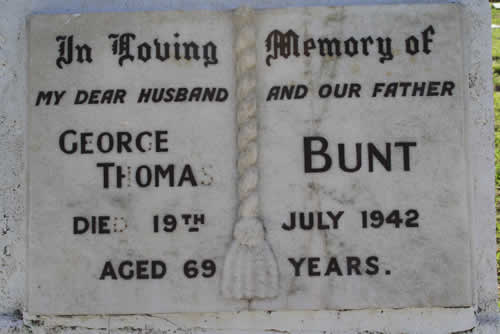 In Loving Memory of
MY DEAR HUSBAND AND OUR FATHER
GEORGE THOMAS BUNT
DIED 19TH JULY 1942
AGED 69 YEARS.